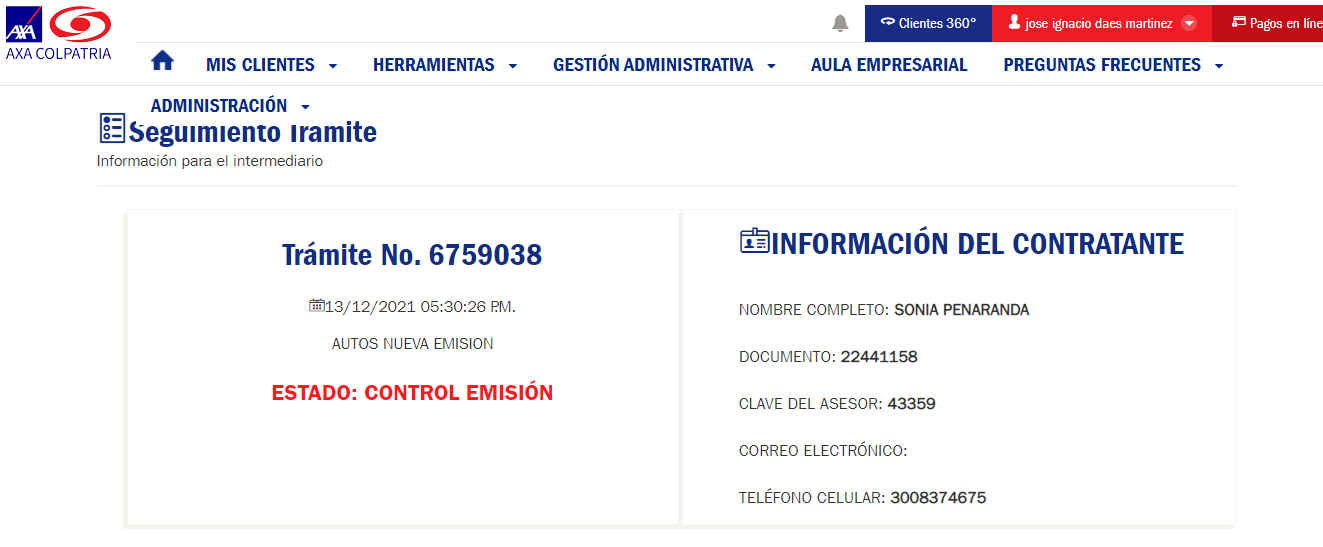 AXA
AXA COLPATRIA
Clientes 360°
jose ignacio daes martinez
Pagos en líne
MIS CLIENTES
HERRAMIENTAS
GESTIÓN ADMINISTRATIVA
AULA EMPRESARIAL
PREGUNTAS FRECUENTES
ADMINISTRACIÓN
Seguimiento Tramite
Información para el intermediario
Trámite No. 6759038
13/12/2021 05:30:26 P.M.
AUTOS NUEVA EMISION
ESTADO: CONTROL EMISIÓN
INFORMACIÓN DEL CONTRATANTE
NOMBRE COMPLETO: SONIA PENARANDA
DOCUMENTO: 22441158
CLAVE DEL ASESOR: 43359
CORREO ELECTRÓNICO:
TELÉFONO CELULAR: 3008374675